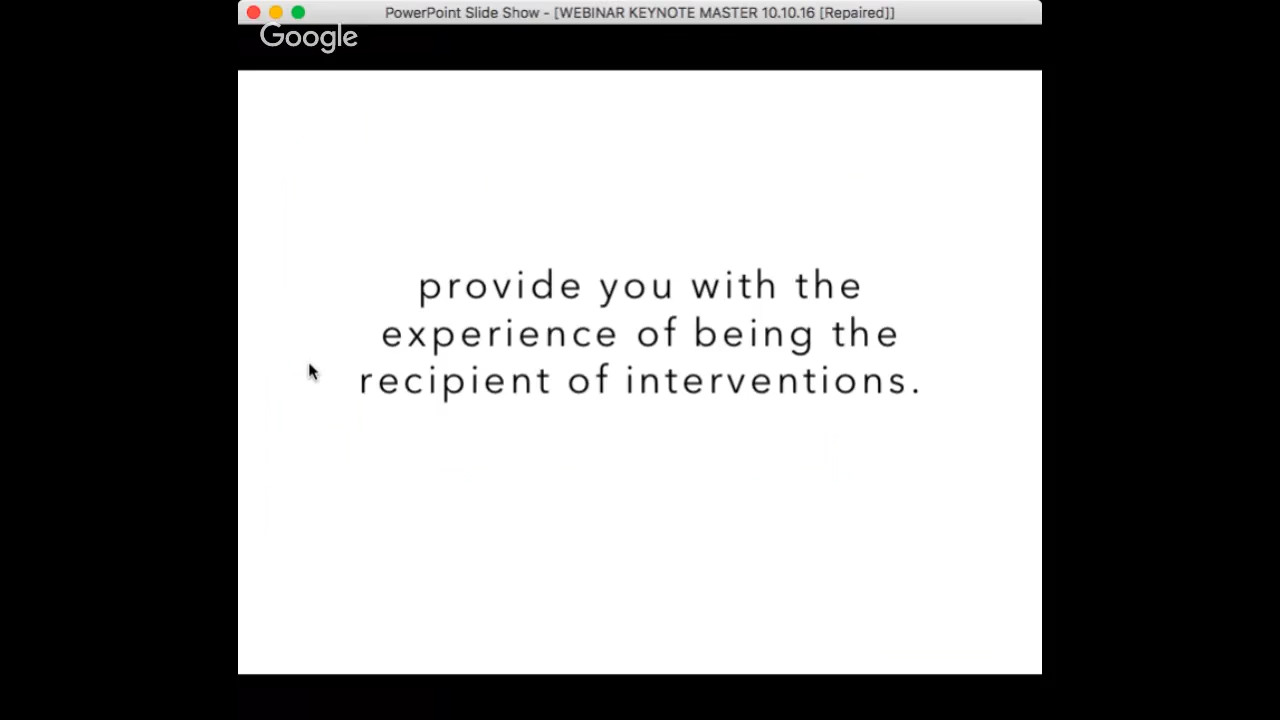 PowerPoint Slide Show - [WEBINAR KEYNOTE MASTER 10.10.16 [Repaired]]
Google
provide you with the
experience of being the
recipient of interventions.